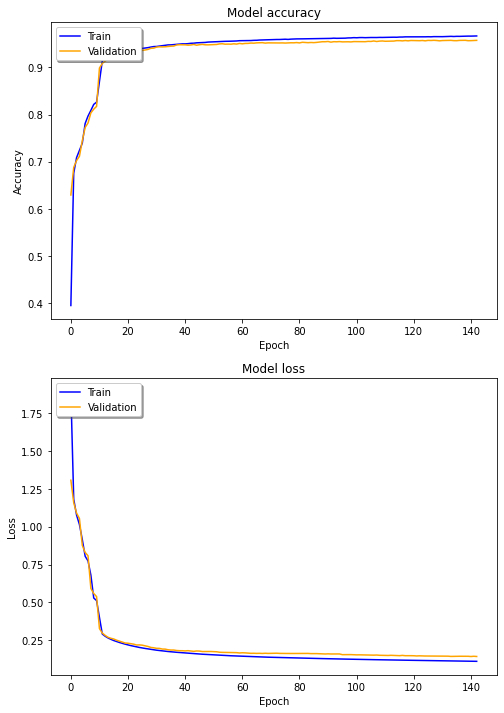 Model accuracy
Train
Validation
0.9
0.8
0.7
0.6
0.5
0.4
Accuracy
0 20 40 60 80 100 120 140
Epoch
Model loss
Train
Validation
1.75
1.50
1.25
1.00
0.75
0.50
0.25
Loss
0 20 40 60 80 100 120 140
Epoch